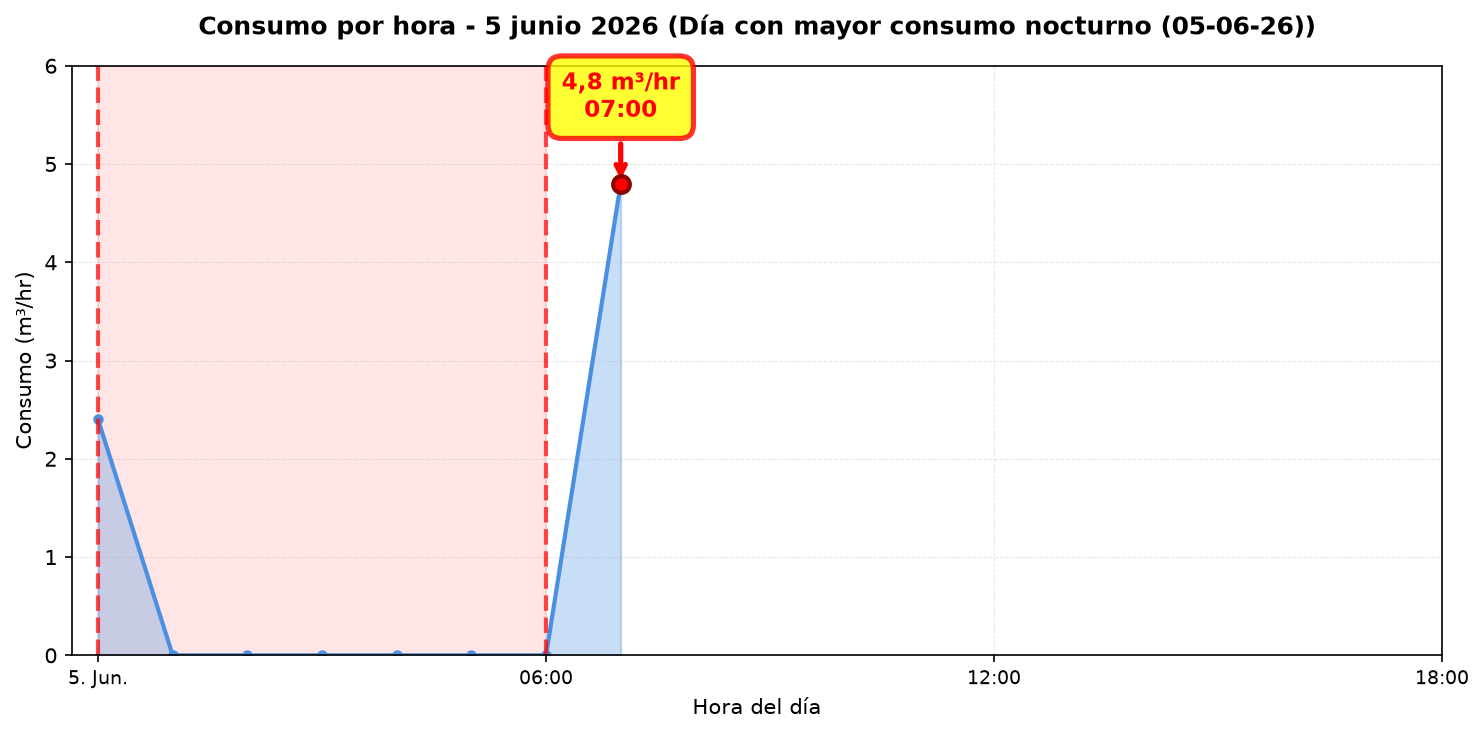 Consumo por hora - 5 junio 2026 (Día con mayor consumo nocturno (05-06-26))
4,8 m³/hr
07:00
Consumo (m³/hr)
6
5
4
3
2
1
0
5. Jun.
06:00
12:00
18:00
Hora del día